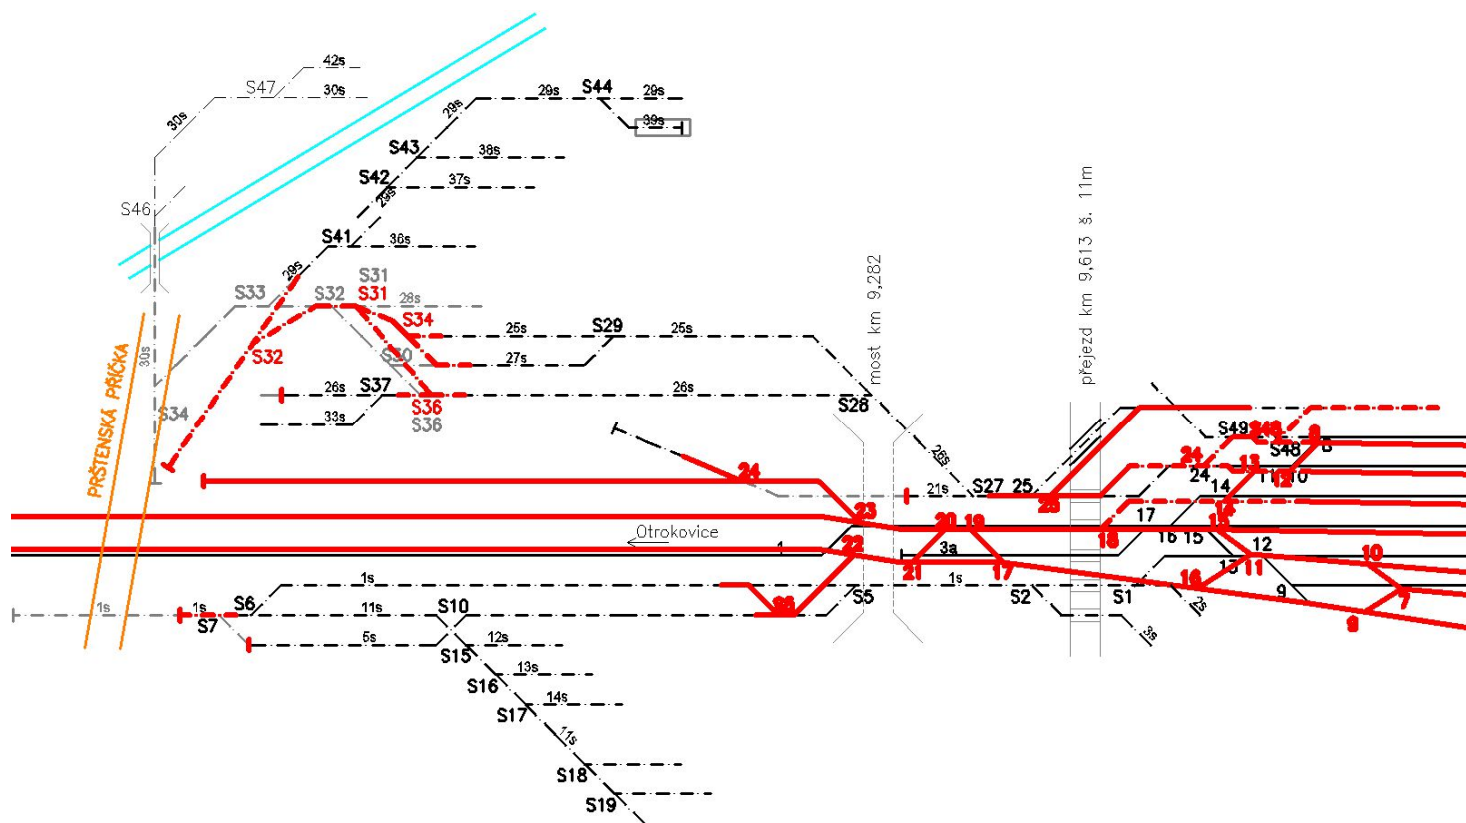 42s
S47
30s
30s
S44
29s
29s
29s
39s
S43
38s
S42
37s
29s
S46
S41
36s
29s
S31
S33
S32
S31
28s
S34
25s
S29
25s
S32
S30
27s
30s
S34
26s
S37
26s
S28
S36
S36
33s
PRŠTENSKÁ PŘÍČKA
most km 9,282
přejezd km 9,613 š. 11m
26s
S49
S48
8
8
24
13
24
11
12
10
24
21s
S27
25
25
14
14
23
17
18
16
15
15
Otrokovice
20
19
1
22
3a
21
17
12
13
11
10
16
9
7
1s
1s
S5
S2
S1
2s
3s
1s
1s
S6
S7
11s
S10
5s
S15
12s
S16
13s
S17
14s
11s
S18
S19